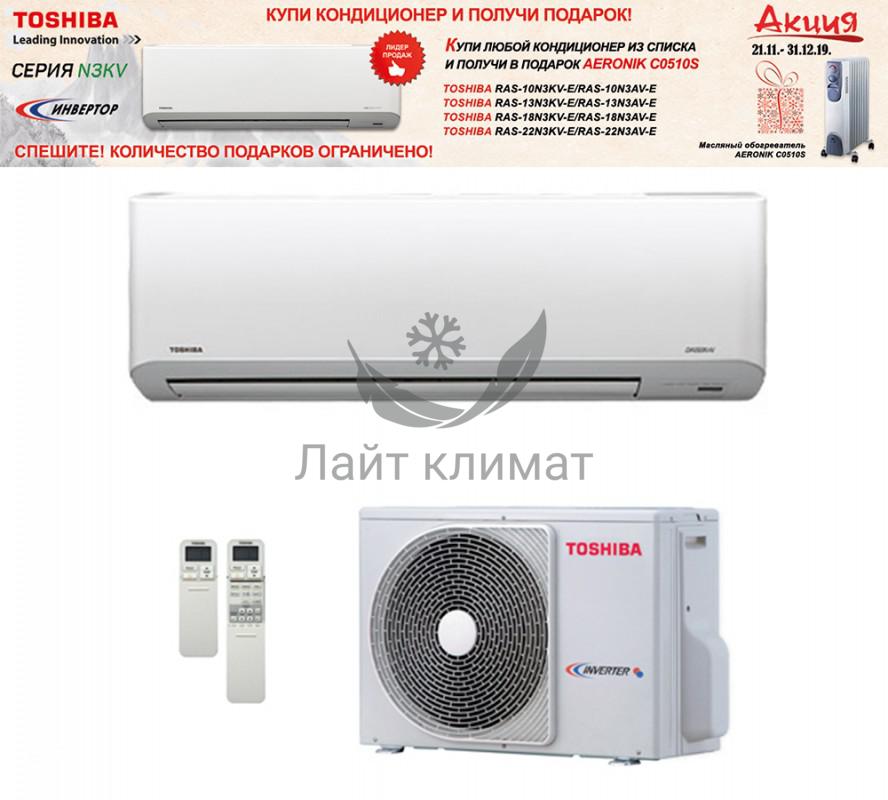 КУПИ КОНДИЦИОНЕР И ПОЛУЧИ ПОДАРОК!
TOSHIBA
Leading Innovation
СЕРИЯ N3KV
ИНВЕРТОР
СПЕШИТЕ! КОЛИЧЕСТВО ПОДАРКОВ ОГРАНИЧЕНО!
ЛИДЕР
ПРОДАЖ
КУПИ ЛЮБОЙ КОНДИЦИОНЕР ИЗ СПИСКА
И ПОЛУЧИ В ПОДАРОК AERONIK C0510S
TOSHIBA RAS-10N3KV-E/RAS-10N3AV-E
TOSHIBA RAS-13N3KV-E/RAS-13N3AV-E
TOSHIBA RAS-18N3KV-E/RAS-18N3AV-E
TOSHIBA RAS-22N3KV-E/RAS-22N3AV-E
Акция
21.11.- 31.12.19.
Масляный обогреватель
AERONIK C0510S
TOSHIBA
Лайт климат
TOSHIBA
INVERTER